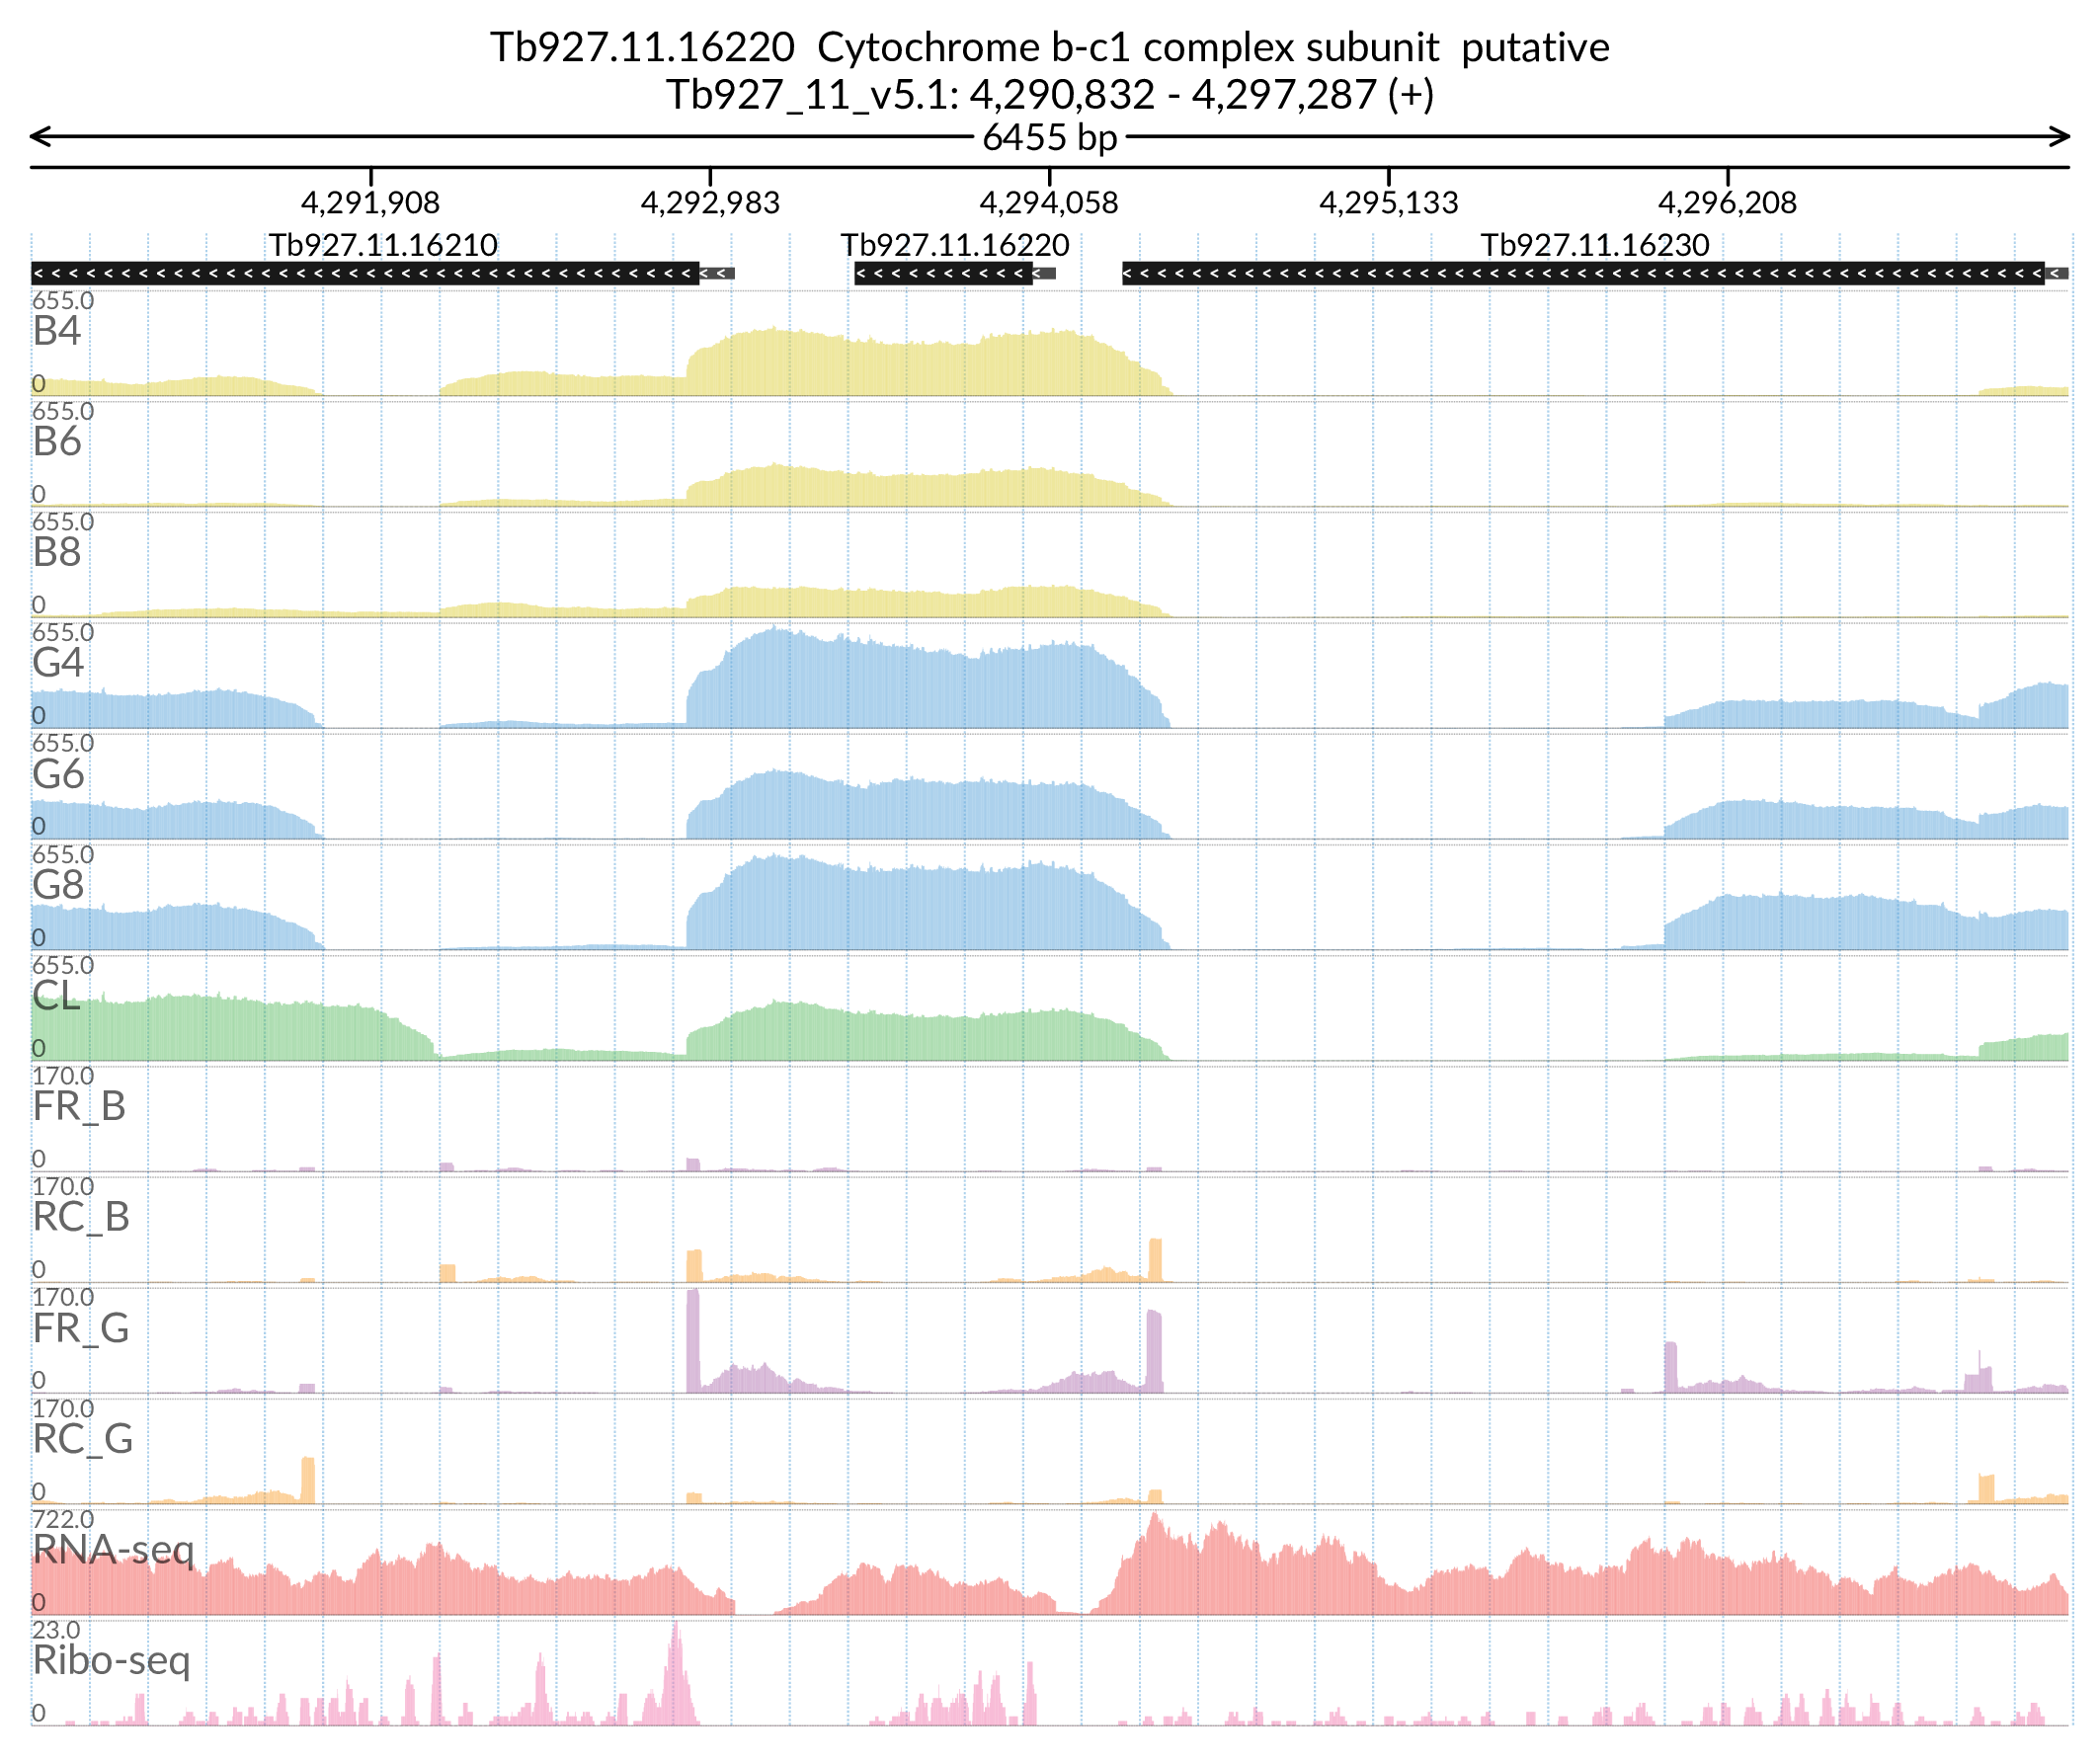 Tb927.11.16220  Cytochrome b-c1 complex subunit  putative
Tb927_11_v5.1: 4,290,832 - 4,297,287 (+)
6455 bp
4,291,908 4,292,983 4,294,058 4,295,133 4,296,208
Tb927.11.16210 Tb927.11.16220 Tb927.11.16230
655.0
B4
0
655.0
B6
0
655.0
B8
0
655.0
G4
0
655.0
G6
0
655.0
G8
0
655.0
CL
0
170.0
FR_B
0
170.0
RC_B
0
170.0
FR_G
0
170.0
RC_G
0
722.0
RNA-seq
0
23.0
Ribo-seq
0